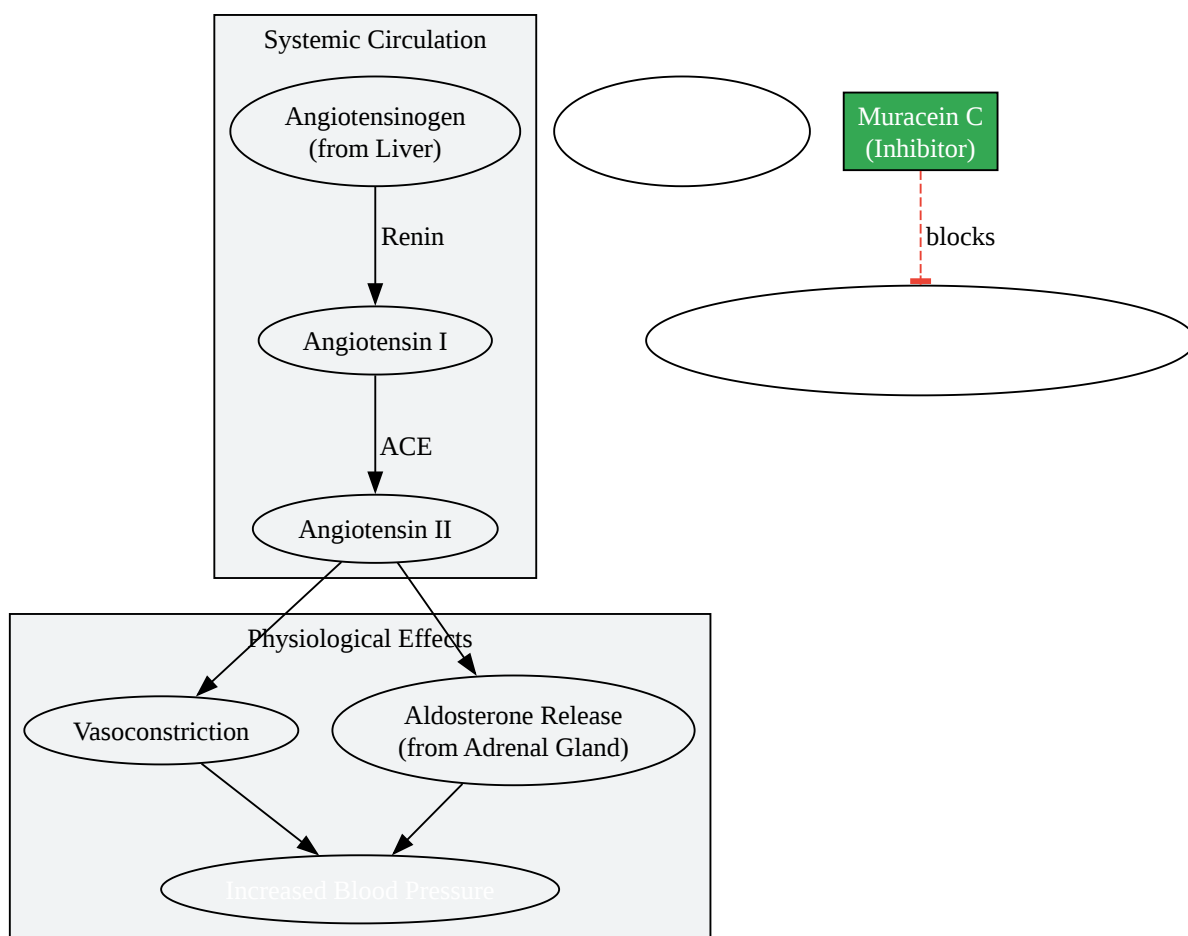 Systemic Circulation
Angiotensinogen
(from Liver)
Muracein C
(Inhibitor)
Renin
blocks
Angiotensin I
ACE
Angiotensin II
Physiological Effects
Vasoconstriction
Aldosterone Release
(from Adrenal Gland)
Increased Blood Pressure